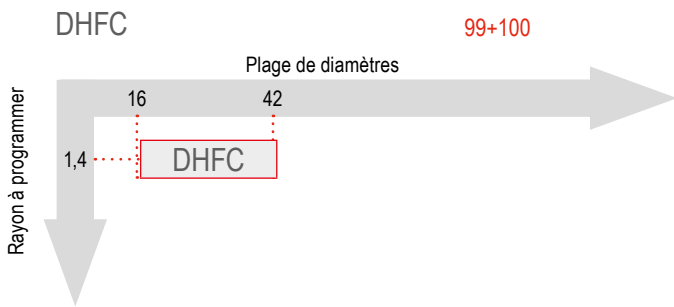 DHFC 99+100
Plage de diamètres
16 42
Rayon à programmer
1,4 DHFC